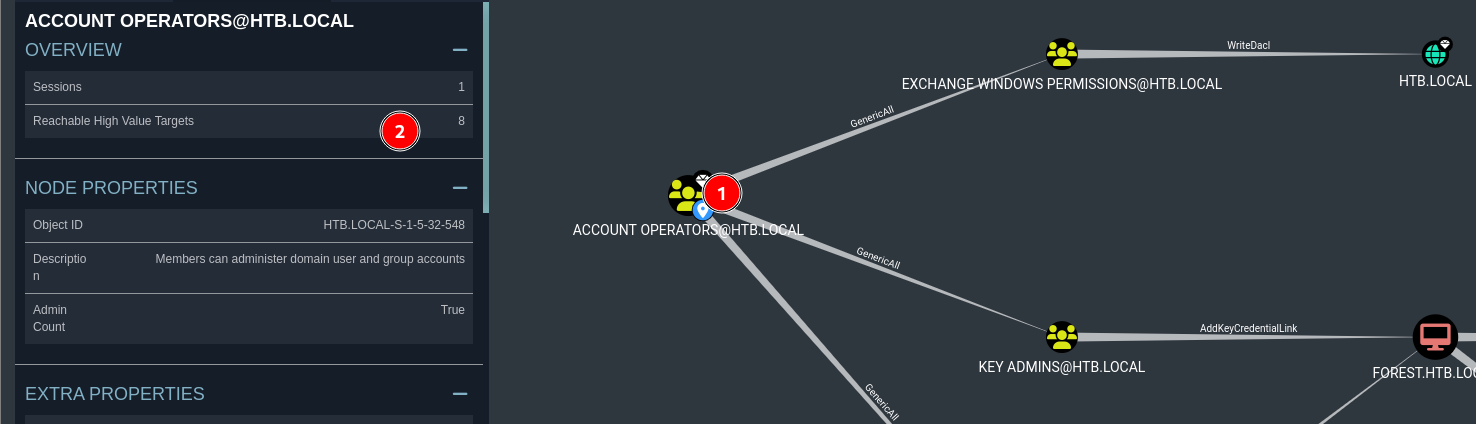 ACCOUNT OPERATORS@HTB.LOCAL
OVERVIEW
Sessions 1
Reachable High Value Targets 8
2
NODE PROPERTIES
Object ID HTB.LOCAL-S-1-5-32-548
Descriptio Members can administer domain user and group accounts
n
Admin True
Count
EXTRA PROPERTIES
WriteDacl
EXCHANGE WINDOWS PERMISSIONS@HTB.LOCAL
HTB.LOCAL
GenericAll
1
ACCOUNT OPERATORS@HTB.LOCAL
GenericAll
AddKeyCredentialLink
KEY ADMINS@HTB.LOCAL
FOREST.HTB.LOC
GenericAll